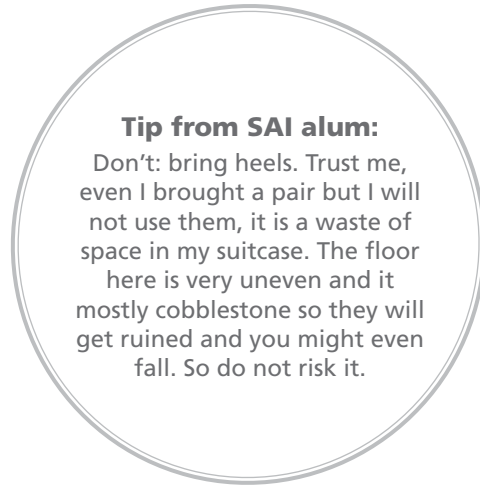 Tip from SAI alum:
Don’t: bring heels. Trust me,
even I brought a pair but I will
not use them, it is a waste of
space in my suitcase. The floor
here is very uneven and it
mostly cobblestone so they will
get ruined and you might even
fall. So do not risk it.